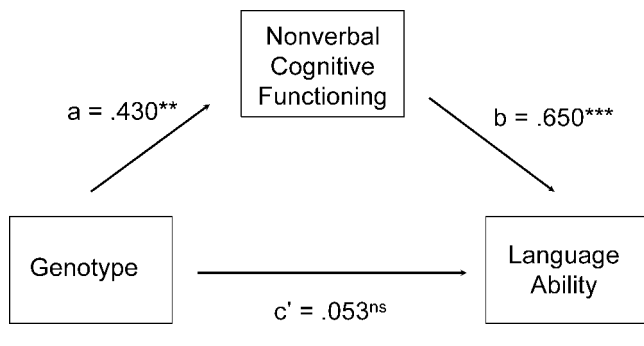 Nonverbal
Cognitive
Functioning
a = .430**
b = .650***
Genotype
Language
Ability
c' = .053ns